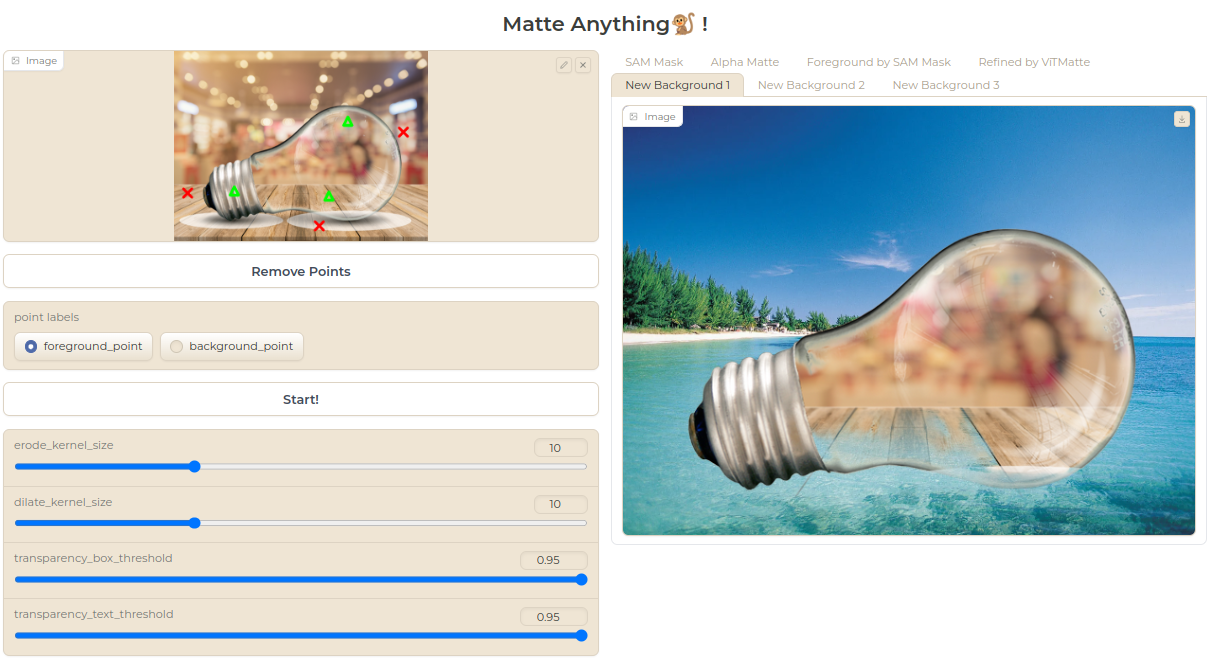 Matte Anything🐒 !
Image
Remove Points
point labels
foreground_point background_point
Start!
erode_kernel_size 10
dilate_kernel_size 10
transparency_box_threshold 0.95
transparency_text_threshold 0.95
SAM Mask Alpha Matte Foreground by SAM Mask Refined by ViTMatte
New Background 1 New Background 2 New Background 3
Image